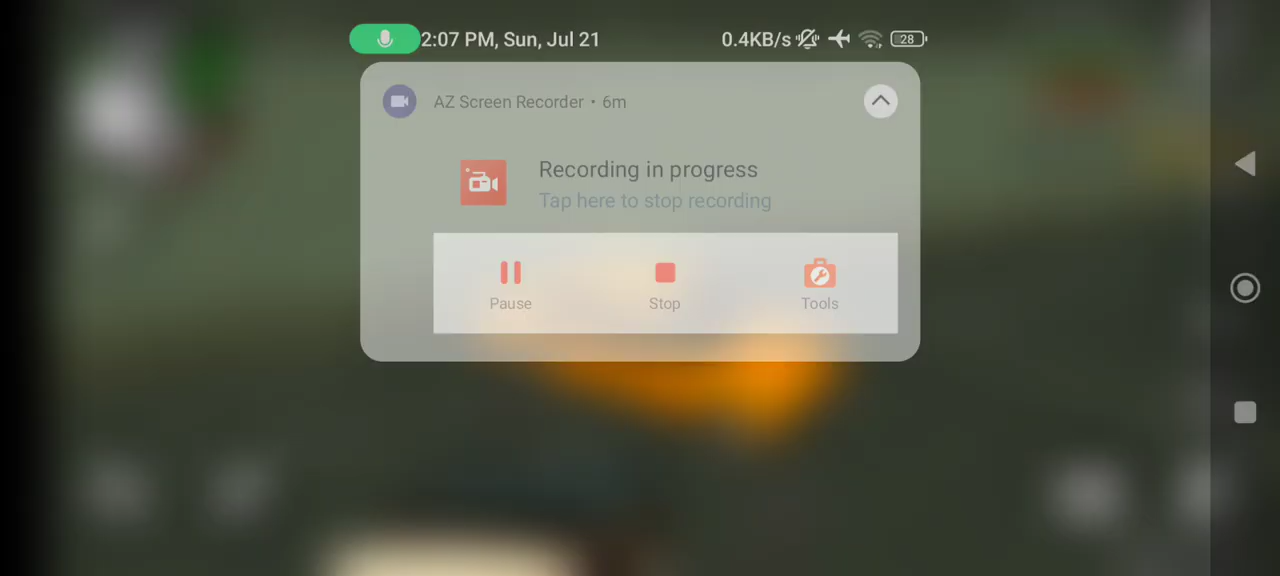 2:07 PM, Sun, Jul 21 0.4KB/s 28
AZ Screen Recorder • 6m
Recording in progress
Tap here to stop recording
Pause Stop Tools